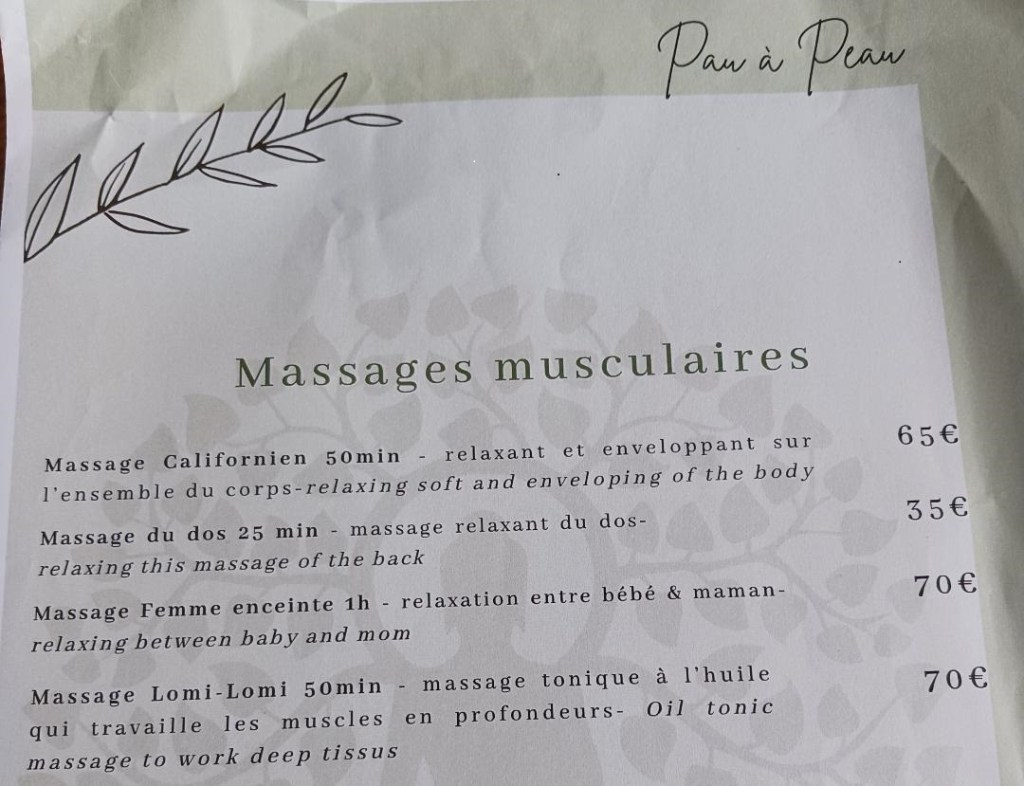 Pau à Peau
Massages musculaires
Massage Californien 50min - relaxant et enveloppant sur 65€
l'ensemble du corps-relaxing soft and enveloping of the body
Massage du dos 25 min - massage relaxant du dos- 35€
relaxing this massage of the back
Massage Femme enceinte 1h - relaxation entre bébé & maman- 70€
relaxing between baby and mom
Massage Lomi-Lomi 50min - massage tonique à l'huile 70€
qui travaille les muscles en profondeurs- Oil tonic
massage to work deep tissus